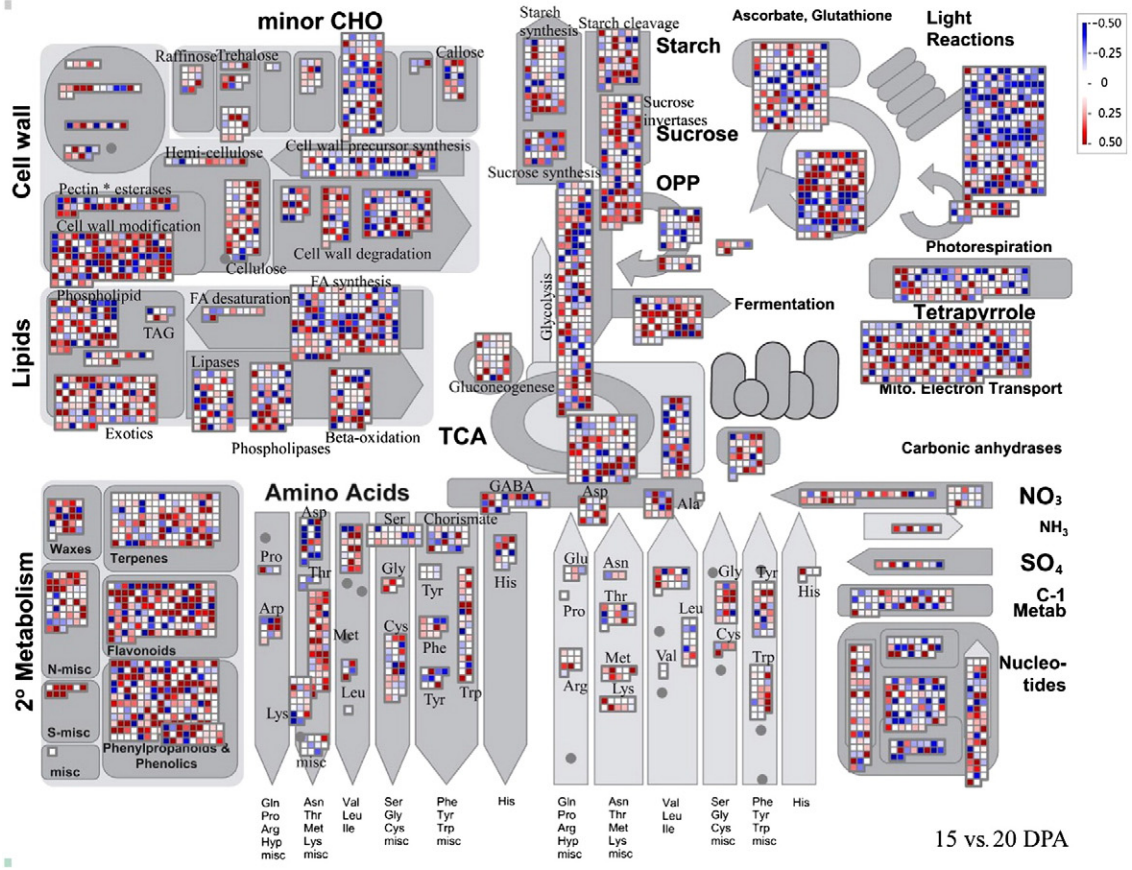 minor CHO
Starch
synthesis
Starch cleavage
Ascorbate, Glutathione
Light
Reactions
-0.50
-0.25
0
0.25
0.50
Raffinose
Trehalose
Callose
Starch
Cell wall
Sucrose
invertases
Sucrose
Hemi-cellulose
Cell wall precursor synthesis
Sucrose synthesis
OPP
Pectin * esterases
Cell wall modification
Cell wall degradation
Cellulose
Photorespiration
Phospholipid
FA desaturation
FA synthesis
TAG
Glycolysis
Fermentation
Tetrapyrrole
Lipids
Lipases
Gluconeogenese
Mito. Electron Transport
Exotics
Phospholipases
Beta-oxidation
TCA
Carbonic anhydrases
Amino Acids
GABA
Asp
Ala
NO3
NH3
SO4
C-1
Metab
Nucleo-
tides
2º Metabolism
Waxes
Terpenes
N-misc
Flavonoids
S-misc
misc
Phenylpropanoids &
Phenolics
Asp
Ser
Chorismate
Pro
Thr
Gly
Tyr
His
Arp
Met
Cys
Phe
Leu
Tyr
Trp
Lys
misc
Glu
Asn
Gly
Tyr
His
Pro
Thr
Leu
Cys
Arg
Met
Lys
Val
Trp
Gln
Pro
Arg
Hyp
misc
Asn
Thr
Met
Lys
misc
Val
Leu
Ile
Ser
Gly
Cys
misc
Phe
Tyr
Trp
misc
His
Gln
Pro
Arg
Hyp
misc
Asn
Thr
Met
Lys
misc
Val
Leu
Ile
Ser
Gly
Cys
misc
Phe
Tyr
Trp
misc
His
15 vs. 20 DPA